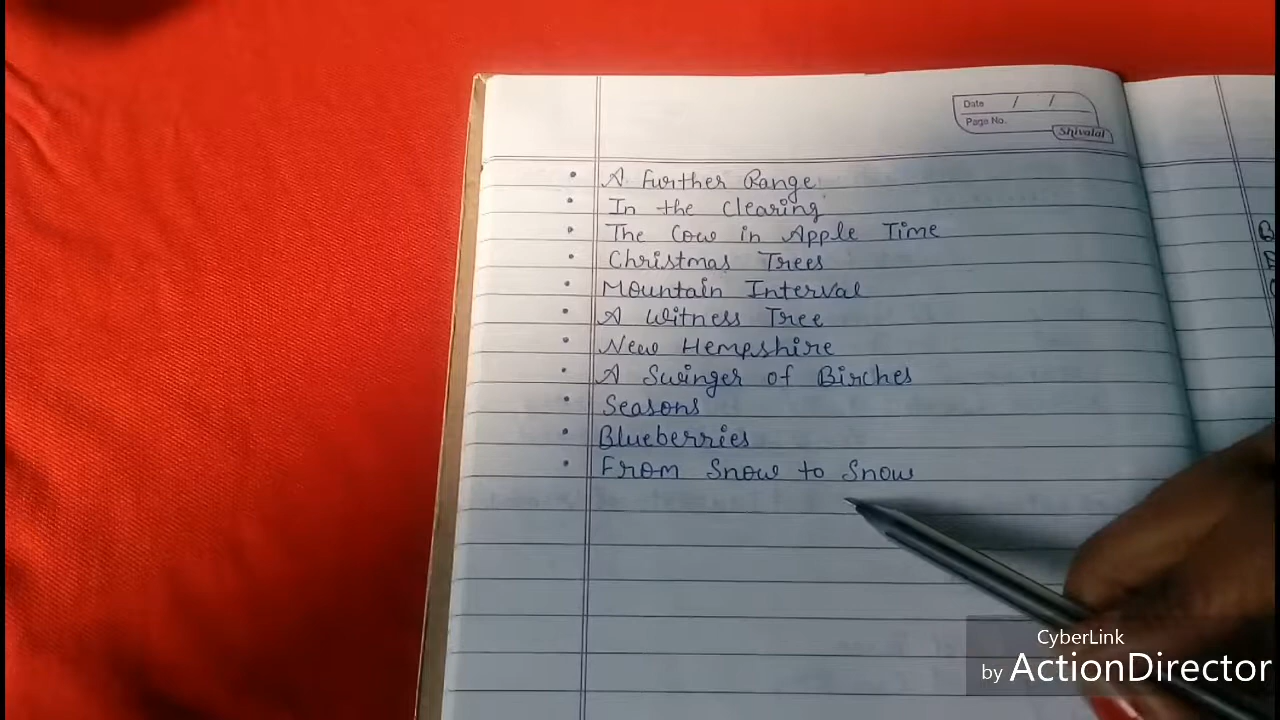 Date / /
Page No.
Shivalal
• A Further Range
• In the Clearing
• The Cow in Apple Time
• Christmas Trees
• Mountain Interval
• A Witness Tree
• New Hempshire
• A Swinger of Birches
• Seasons
• Blueberries
• From Snow to Snow
CyberLink
by ActionDirector